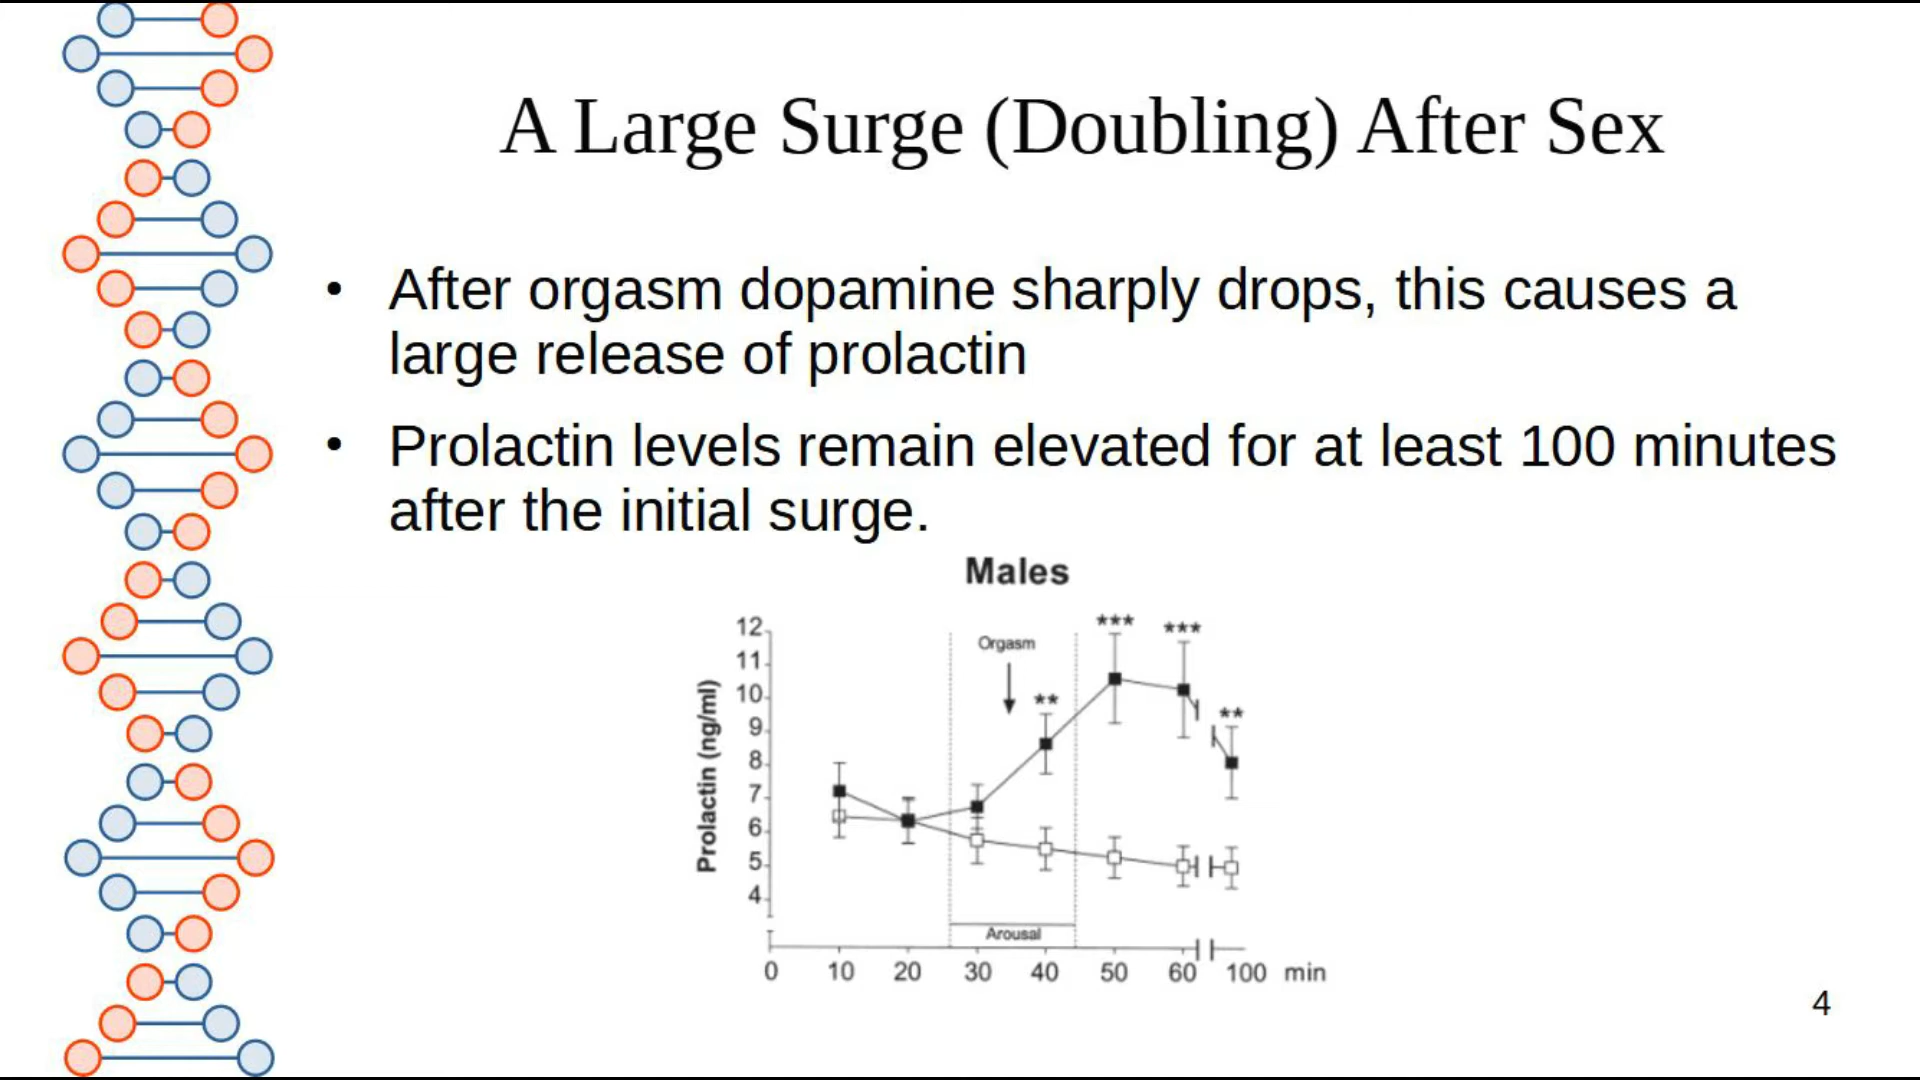 A Large Surge (Doubling) After Sex
• After orgasm dopamine sharply drops, this causes a
large release of prolactin
• Prolactin levels remain elevated for at least 100 minutes
after the initial surge.
Males
Prolactin (ng/ml)
12
11
10
9
8
7
6
5
4
Orgasm
**
***
***
**
Arousal
0 10 20 30 40 50 60 100 min
4